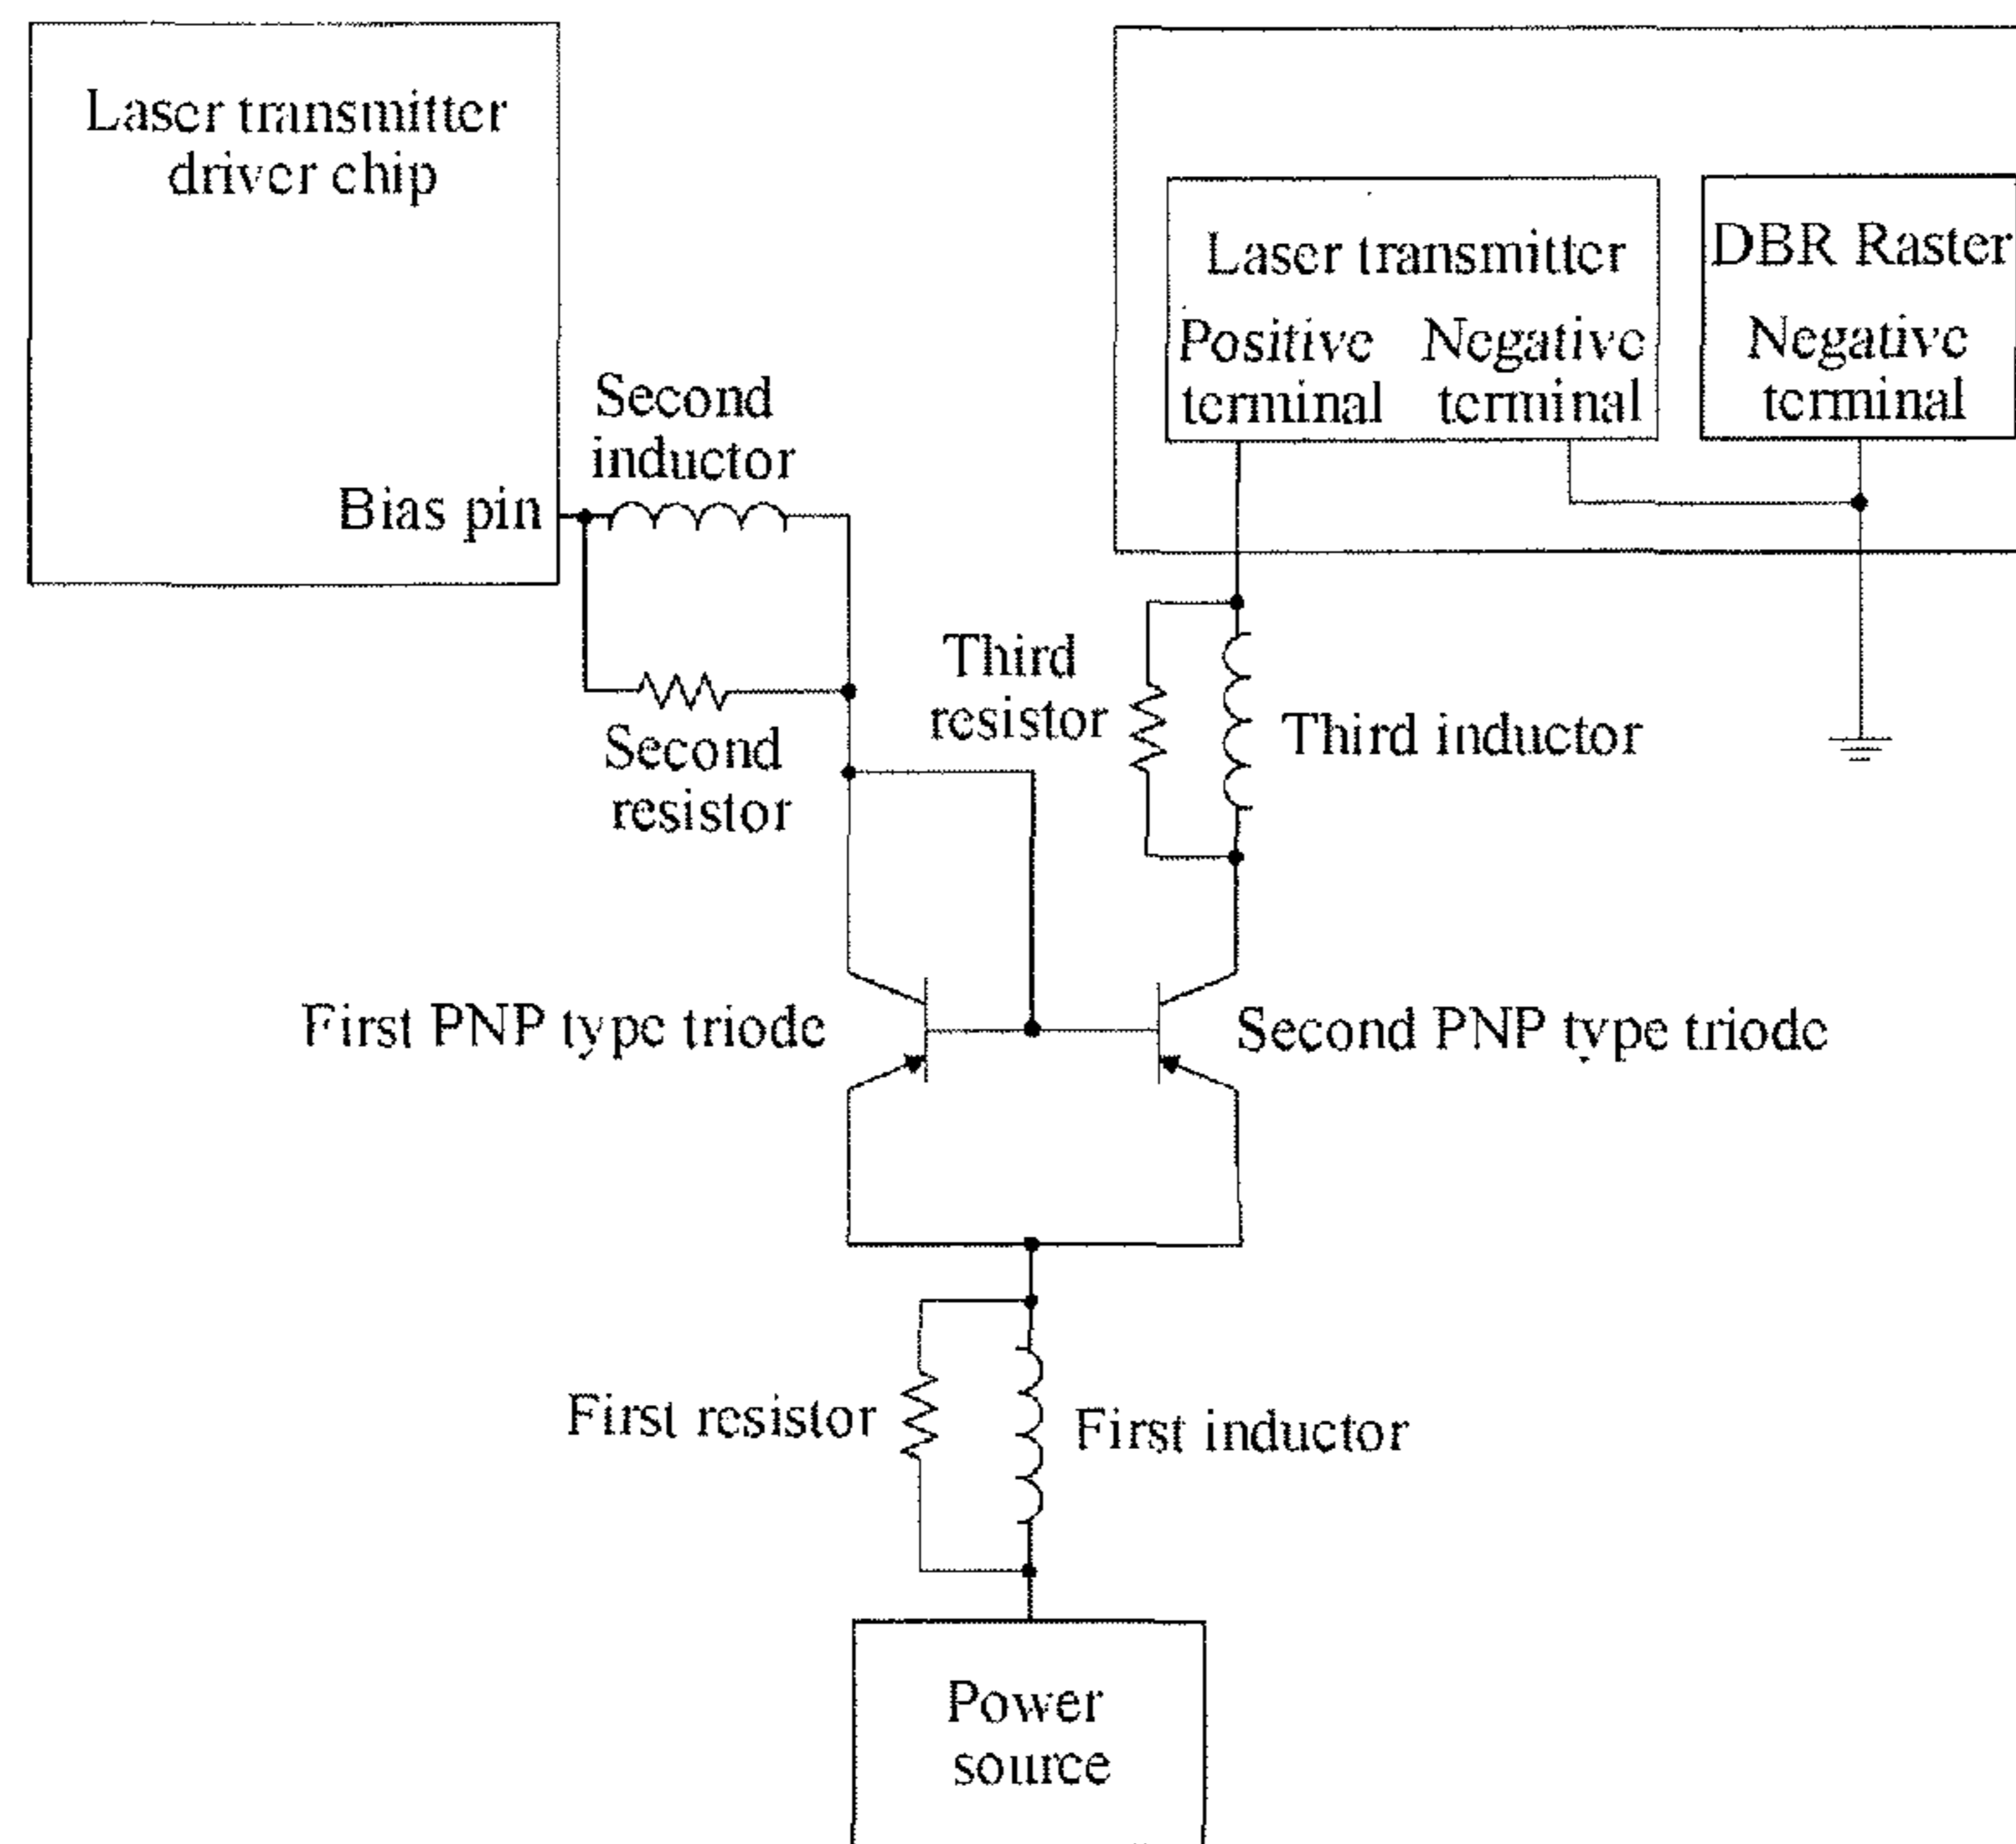 Laser transmitter
driver chip
Bias pin
Second
inductor
Second
resistor
Laser transmitter
Positive
terminal
Negative
terminal
DBR Raster
Negative
terminal
Third
resistor
Third inductor
First PNP type triode
Second PNP type triode
First resistor
First inductor
Power
source